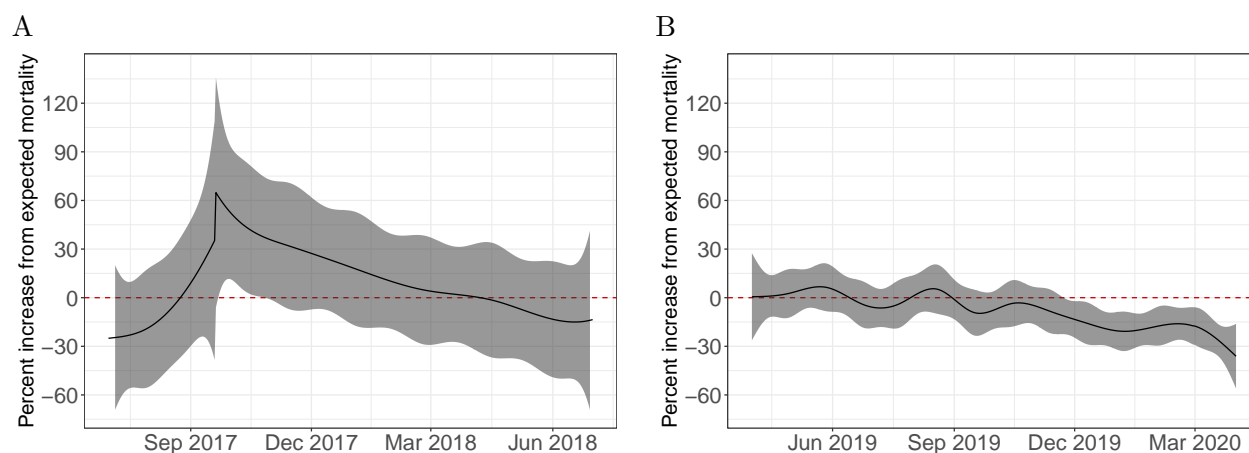 A
Percent increase from expected mortality
120
90
60
30
0
−30
−60
Sep 2017
Dec 2017
Mar 2018
Jun 2018
B
Percent increase from expected mortality
120
90
60
30
0
−30
−60
Jun 2019
Sep 2019
Dec 2019
Mar 2020